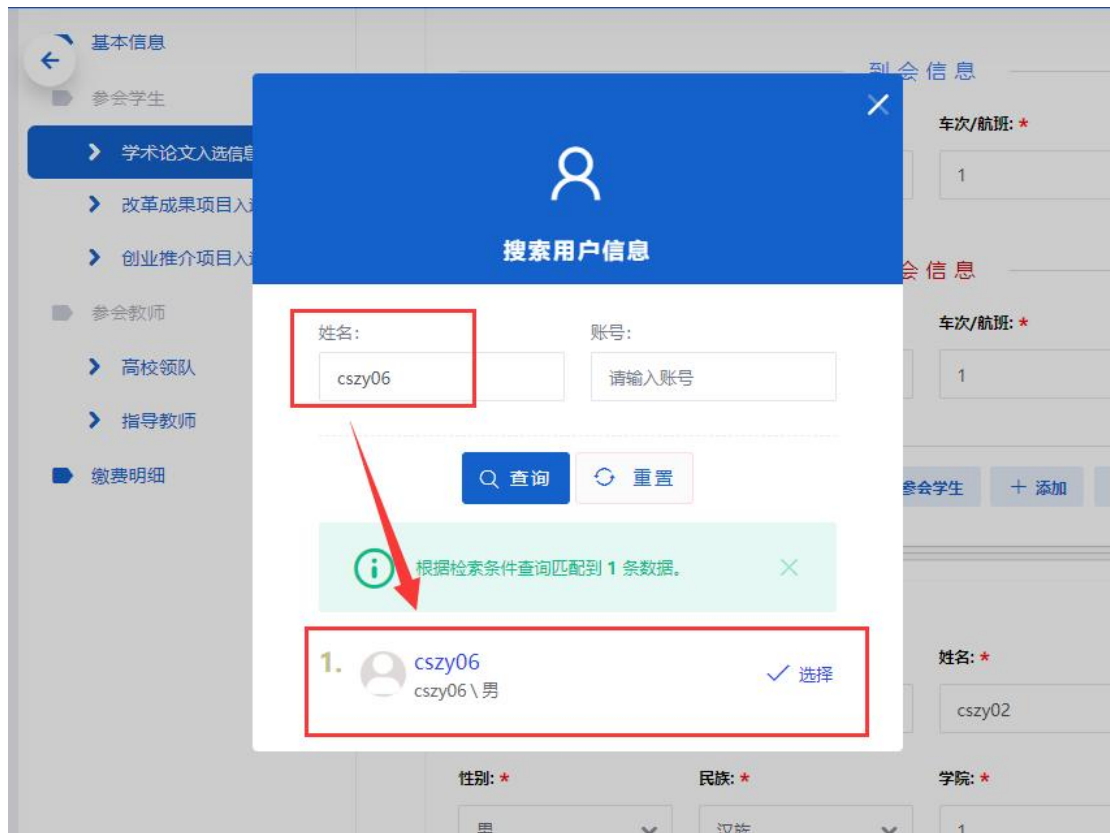 基本信息
参会学生
学术论文入选信息
改革成果项目入
创业推介项目入
参会教师
高校领队
指导教师
缴费明细
到会信息
车次/航班: *
1
会信息
车次/航班: *
1
参会学生
+ 添加
搜索用户信息
姓名:
账号:
cszy06
请输入账号
查询
重置
根据检索条件查询匹配到 1 条数据。
1.
cszy06
cszy06 \ 男
选择
姓名: *
cszy02
性别: *
民族: *
学院: *
男
汉族
1